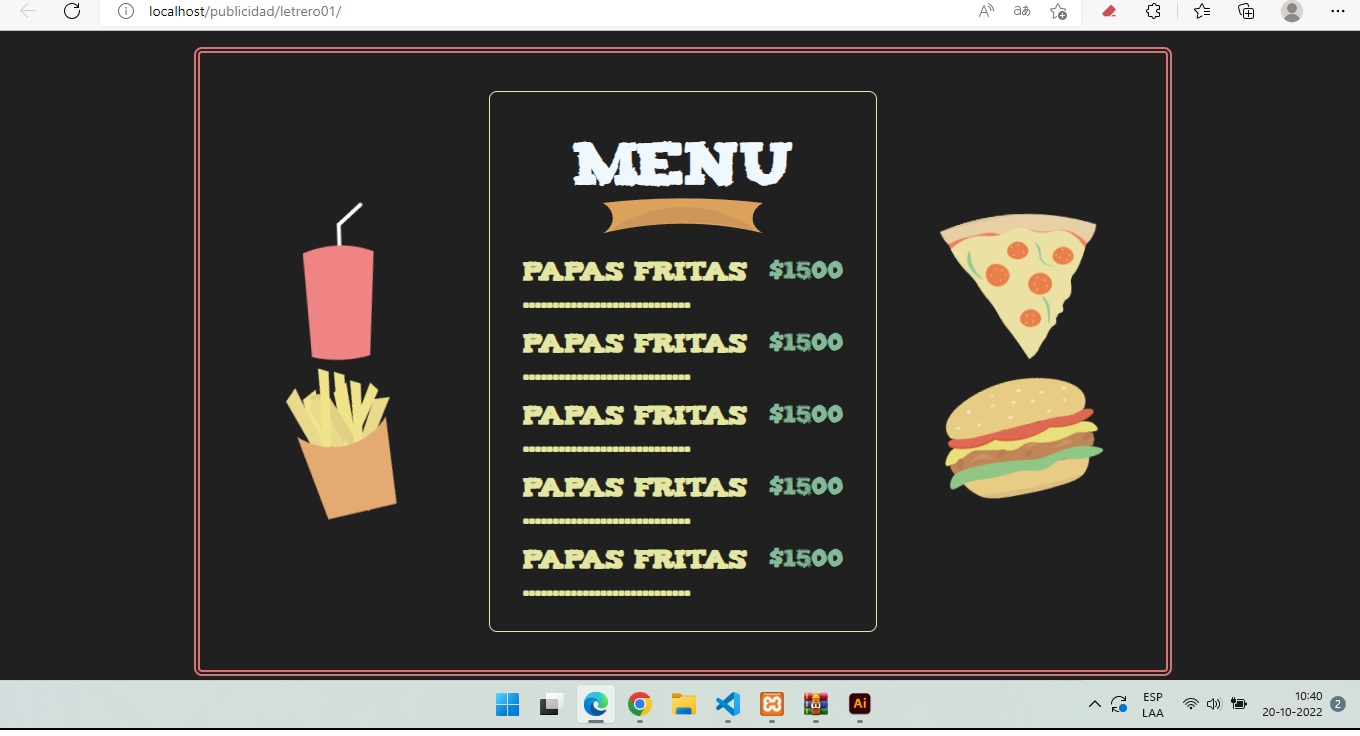 localhost/publicidad/letrero01/
MENU
PAPAS FRITAS $1500
PAPAS FRITAS $1500
PAPAS FRITAS $1500
PAPAS FRITAS $1500
PAPAS FRITAS $1500
Ai
ESP
LAA
10:40
20-10-2022
2